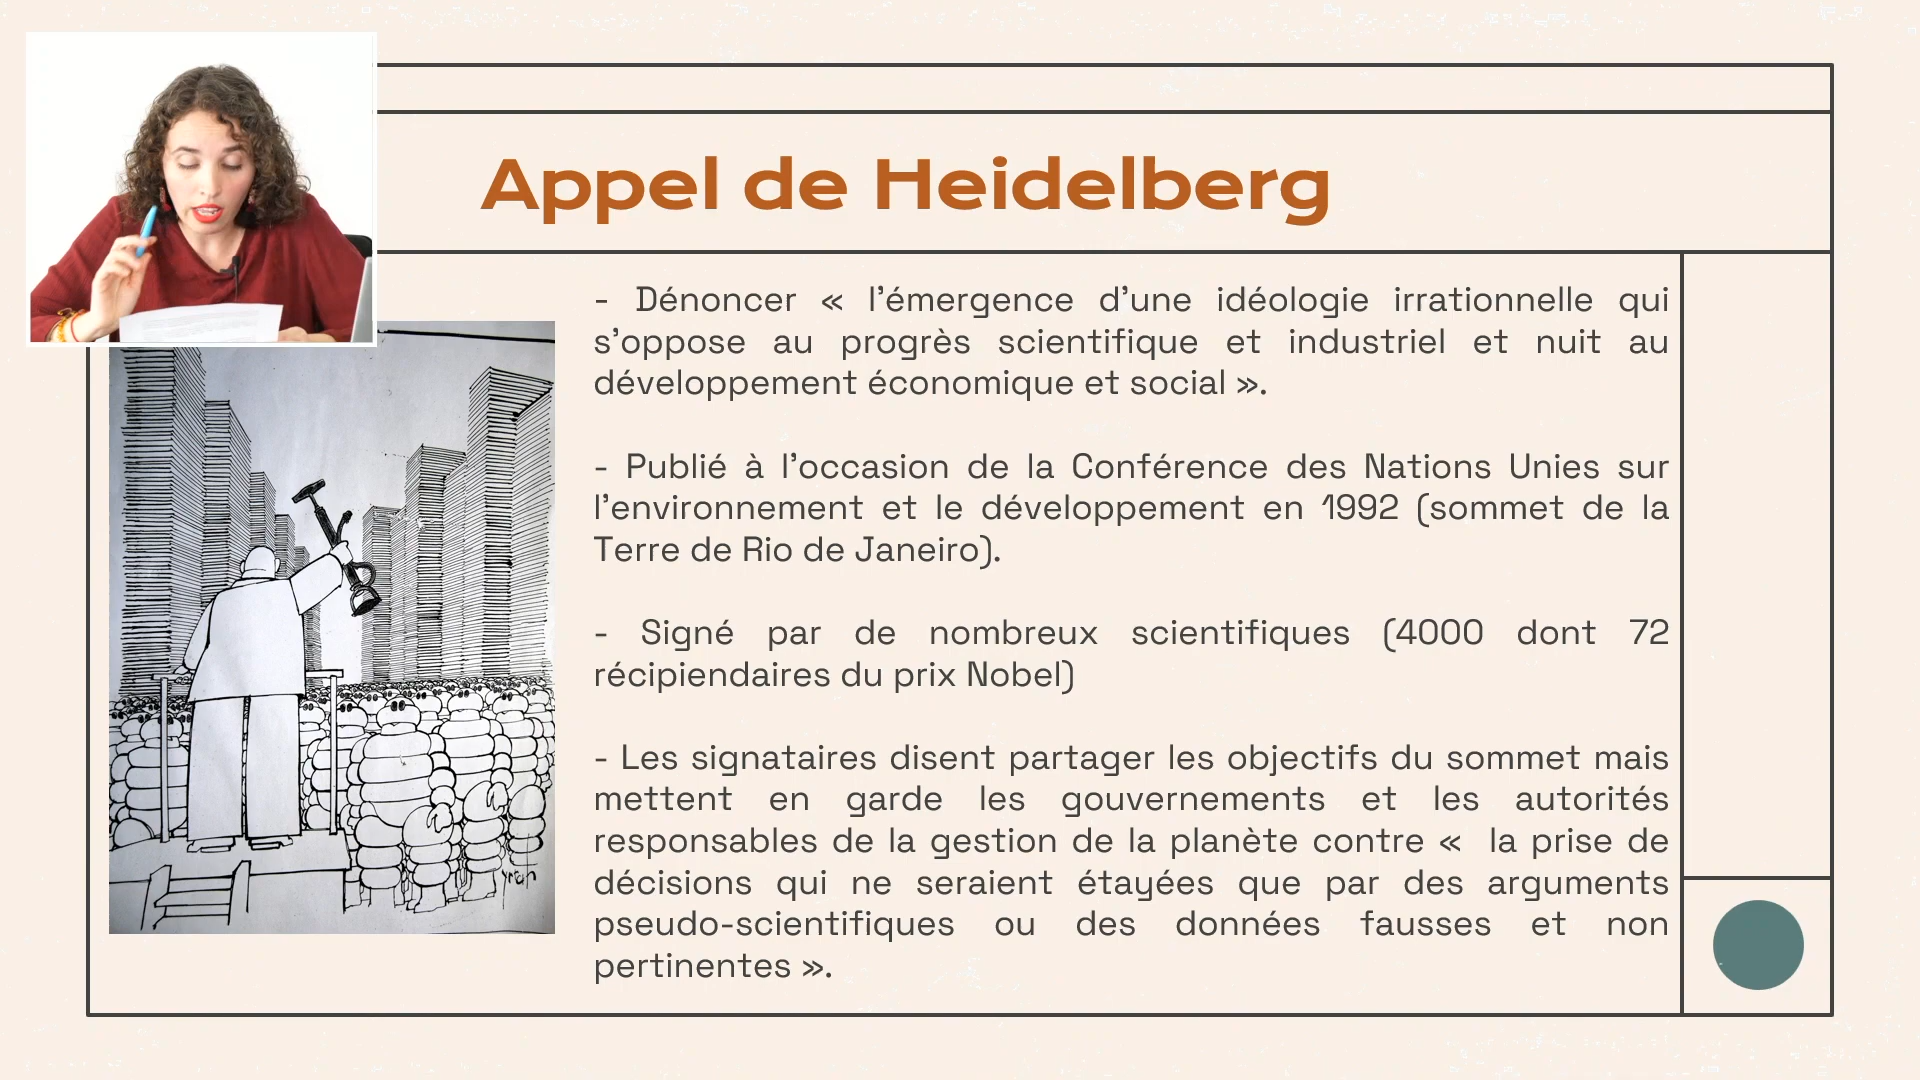 Appel de Heidelberg
- Dénoncer « l’émergence d’une idéologie irrationnelle qui
s’oppose au progrès scientifique et industriel et nuit au
développement économique et social ».
- Publié à l’occasion de la Conférence des Nations Unies sur
l’environnement et le développement en 1992 (sommet de la
Terre de Rio de Janeiro).
- Signé par de nombreux scientifiques (4000 dont 72
récipiendaires du prix Nobel)
- Les signataires disent partager les objectifs du sommet mais
mettent en garde les gouvernements et les autorités
responsables de la gestion de la planète contre « la prise de
décisions qui ne seraient étayées que par des arguments
pseudo-scientifiques ou des données fausses et non
pertinentes ».